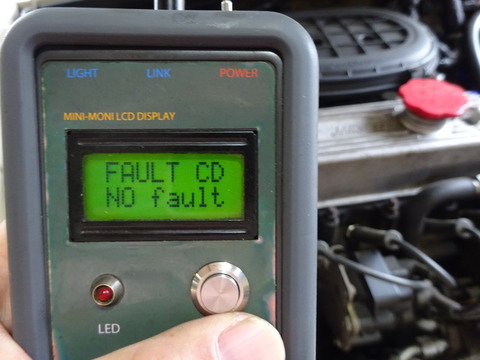 LIGHT LINK POWER
MINI-MONI LCD DISPLAY
FAULT CD
NO fault
LED